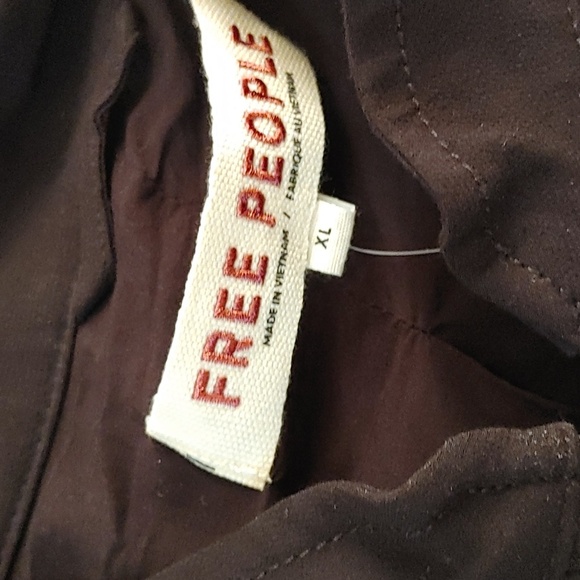 FREE PEOPLE
MADE IN VIETNAM / FABRIQUÉ AU VIETNAM
XL